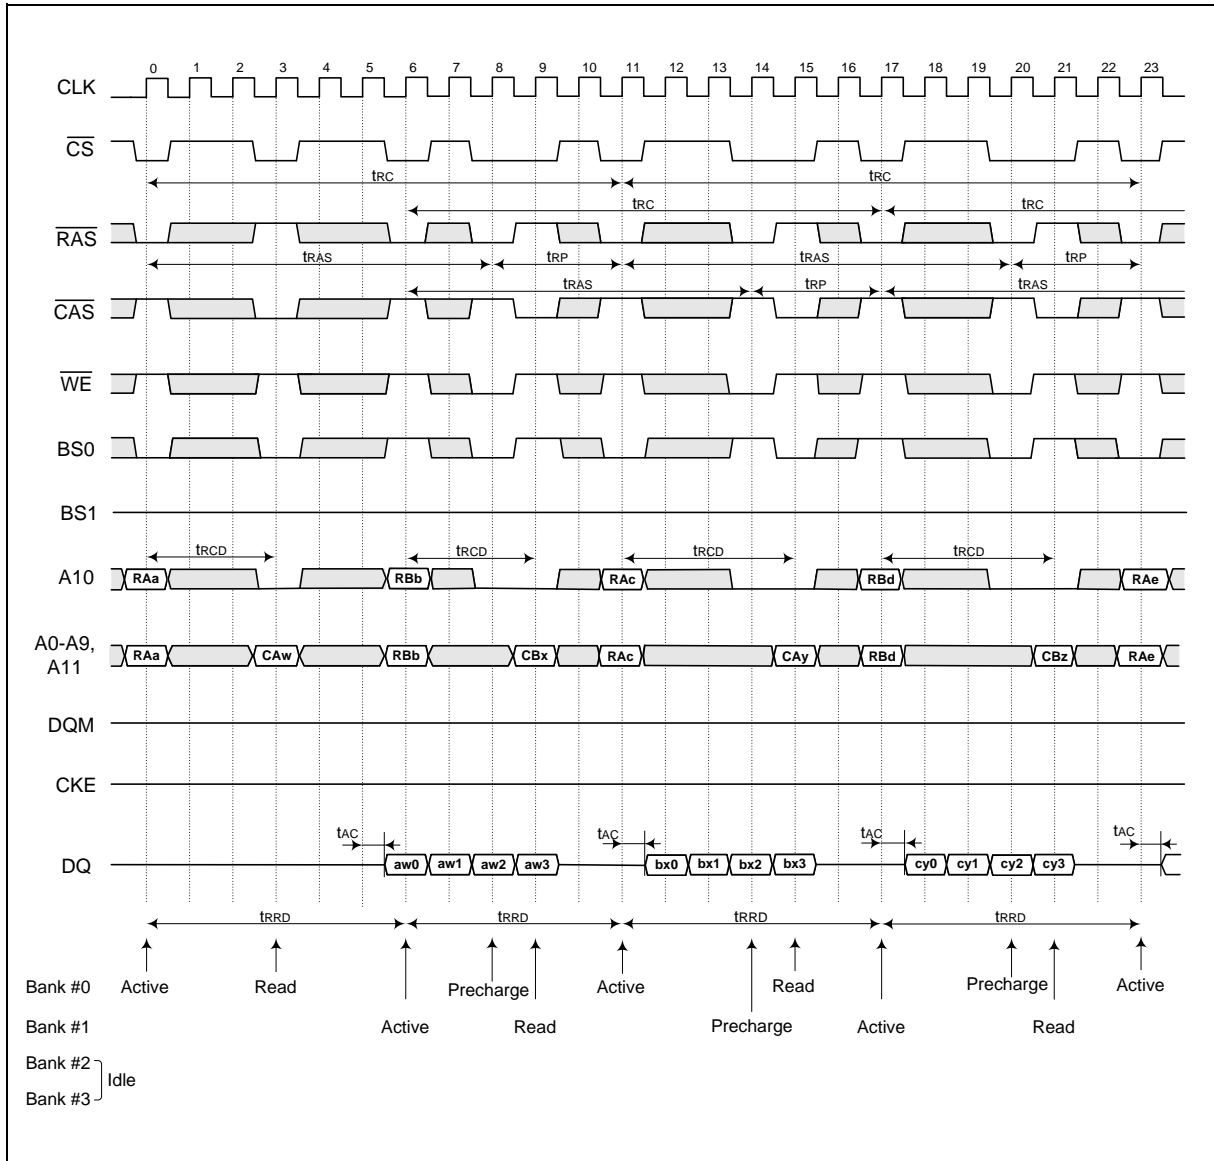 0 1 2 3 4 5 6 7 8 9 10 11 12 13 14 15 16 17 18 19 20 21 22 23
CLK
CS
tRC tRC
tRC tRC
RAS
tRAS tRP tRAS tRP
tRAS tRP tRAS
CAS
WE
BS0
BS1
tRCD tRCD tRCD tRCD
A10 RAa RBb RAc RBd RAe
A0-A9,
A11
RAa CAw RBb CBx RAc CAy RBd CBz RAe
DQM
CKE
tAC tAC tAC tAC
DQ aw0 aw1 aw2 aw3 bx0 bx1 bx2 bx3 cy0 cy1 cy2 cy3
tRRD tRRD tRRD tRRD
Bank #0 Active Read Precharge Active Read Precharge Active
Bank #1 Active Read Precharge Active Read
Bank #2
Idle
Bank #3